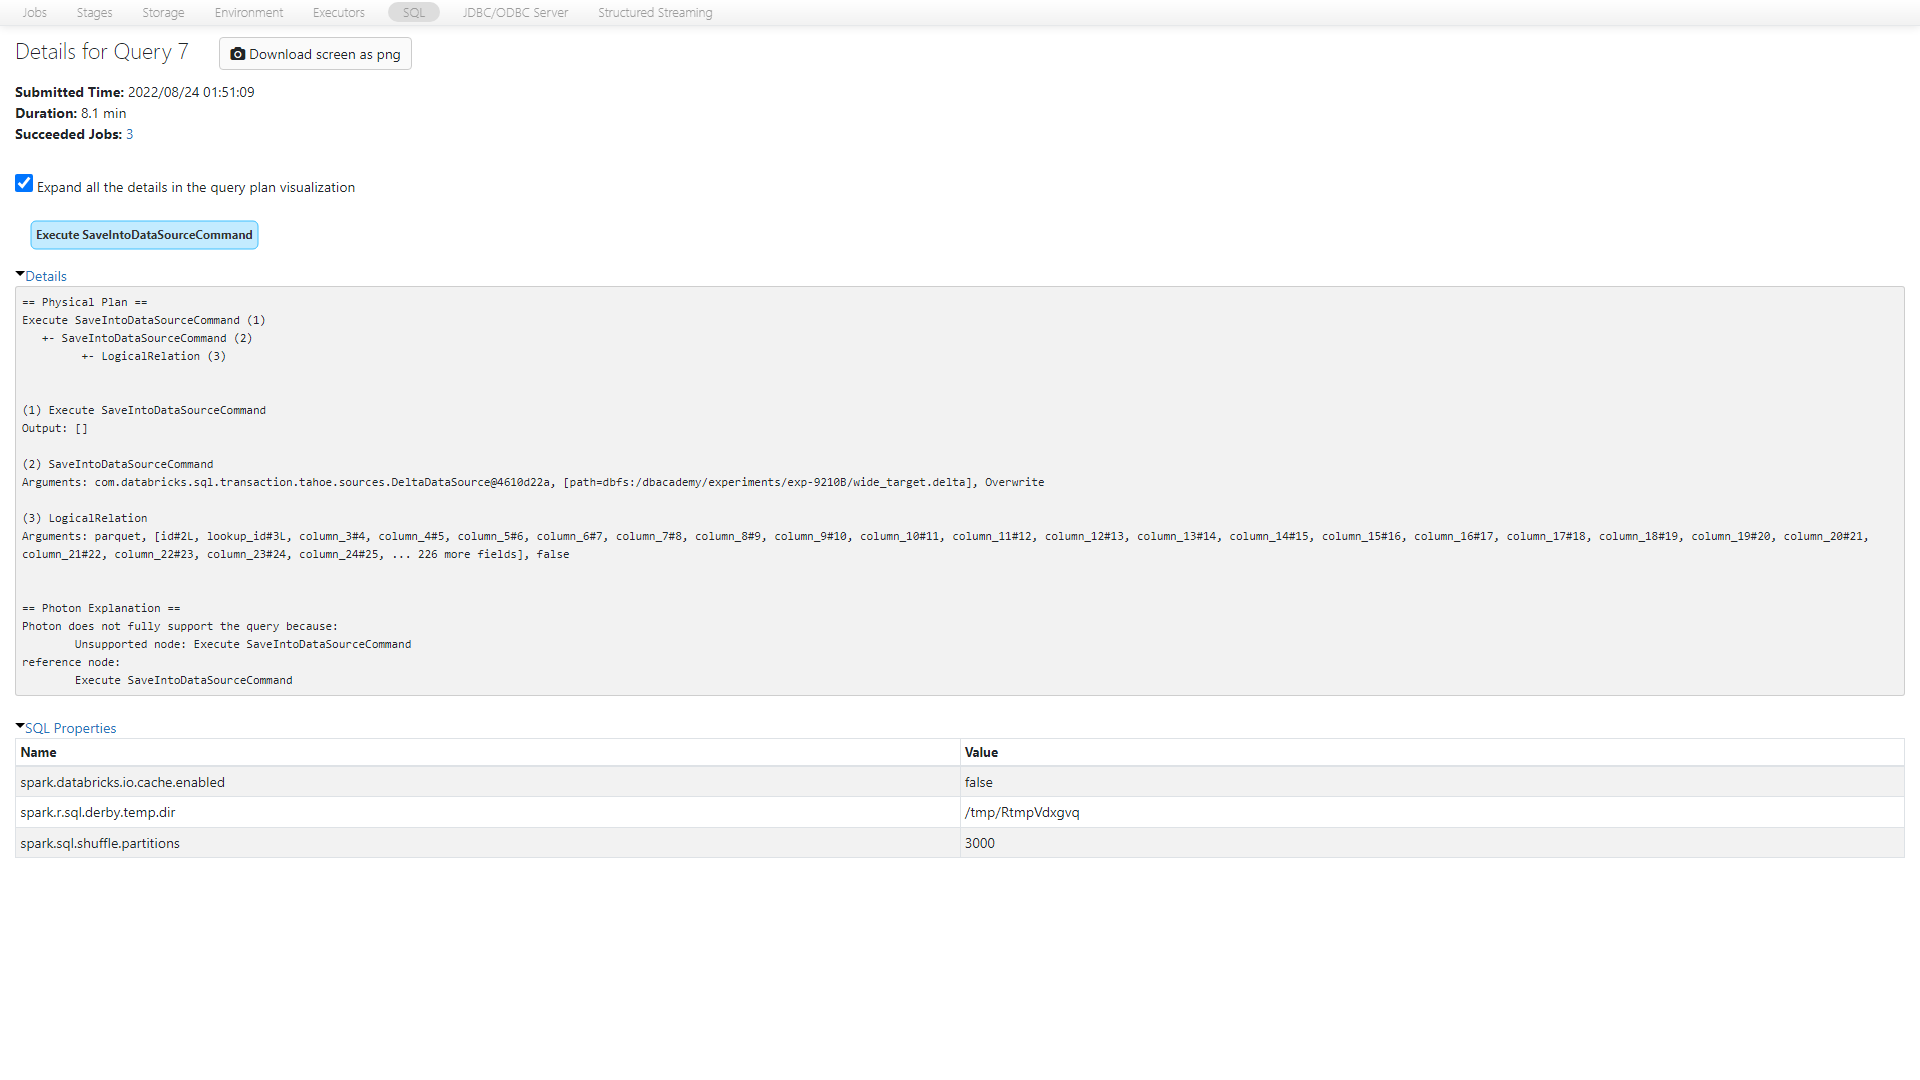 Jobs Stages Storage Environment Executors SQL JDBC/ODBC Server Structured Streaming
Details for Query 7 Download screen as png
Submitted Time: 2022/08/24 01:51:09
Duration: 8.1 min
Succeeded Jobs: 3
Expand all the details in the query plan visualization
Execute SaveIntoDataSourceCommand
Details
== Physical Plan ==
Execute SaveIntoDataSourceCommand (1)
+- SaveIntoDataSourceCommand (2)
+- LogicalRelation (3)
(1) Execute SaveIntoDataSourceCommand
Output: []
(2) SaveIntoDataSourceCommand
Arguments: com.databricks.sql.transaction.tahoe.sources.DeltaDataSource@4610d22a, [path=dbfs:/dbacademy/experiments/exp-9210B/wide_target.delta], Overwrite
(3) LogicalRelation
Arguments: parquet, [id#2L, lookup_id#3L, column_3#4, column_4#5, column_5#6, column_6#7, column_7#8, column_8#9, column_9#10, column_10#11, column_11#12, column_12#13, column_13#14, column_14#15, column_15#16, column_16#17, column_17#18, column_18#19, column_19#20, column_20#21,
column_21#22, column_22#23, column_23#24, column_24#25, ... 226 more fields], false
== Photon Explanation ==
Photon does not fully support the query because:
Unsupported node: Execute SaveIntoDataSourceCommand
reference node:
Execute SaveIntoDataSourceCommand
SQL Properties
Name Value
spark.databricks.io.cache.enabled false
spark.r.sql.derby.temp.dir /tmp/RtmpVdxgvq
spark.sql.shuffle.partitions 3000